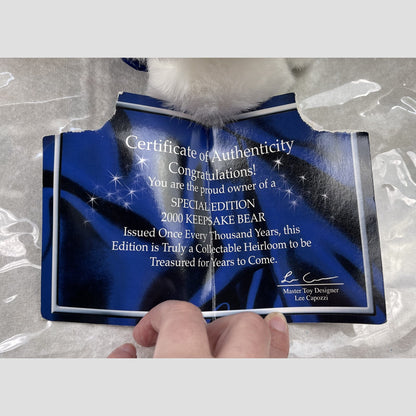 Certificate of Authenticity
Congratulations!
You are the proud owner of a
SPECIAL EDITION
2000 KEEPSAKE BEAR
Issued Once Every Thousand Years, this
Edition is Truly a Collectable Heirloom to be
Treasured for Years to Come.
Master Toy Designer
Lee Capozzi